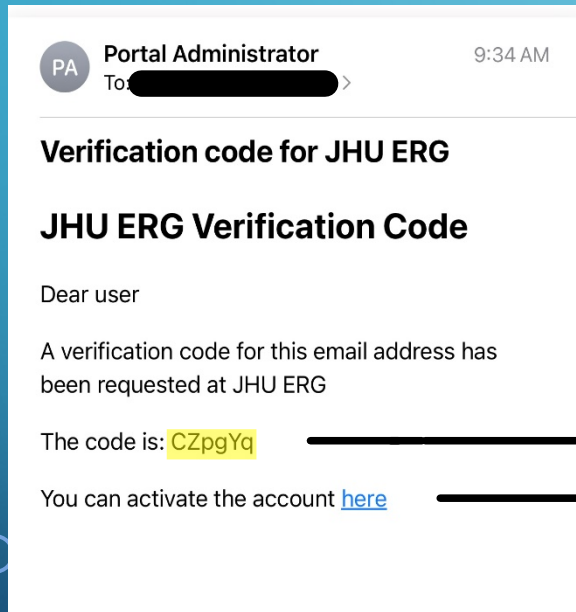 PA
Portal Administrator
9:34 AM
To:
Verification code for JHU ERG
JHU ERG Verification Code
Dear user
A verification code for this email address has
been requested at JHU ERG
The code is: CZpgYq
You can activate the account here